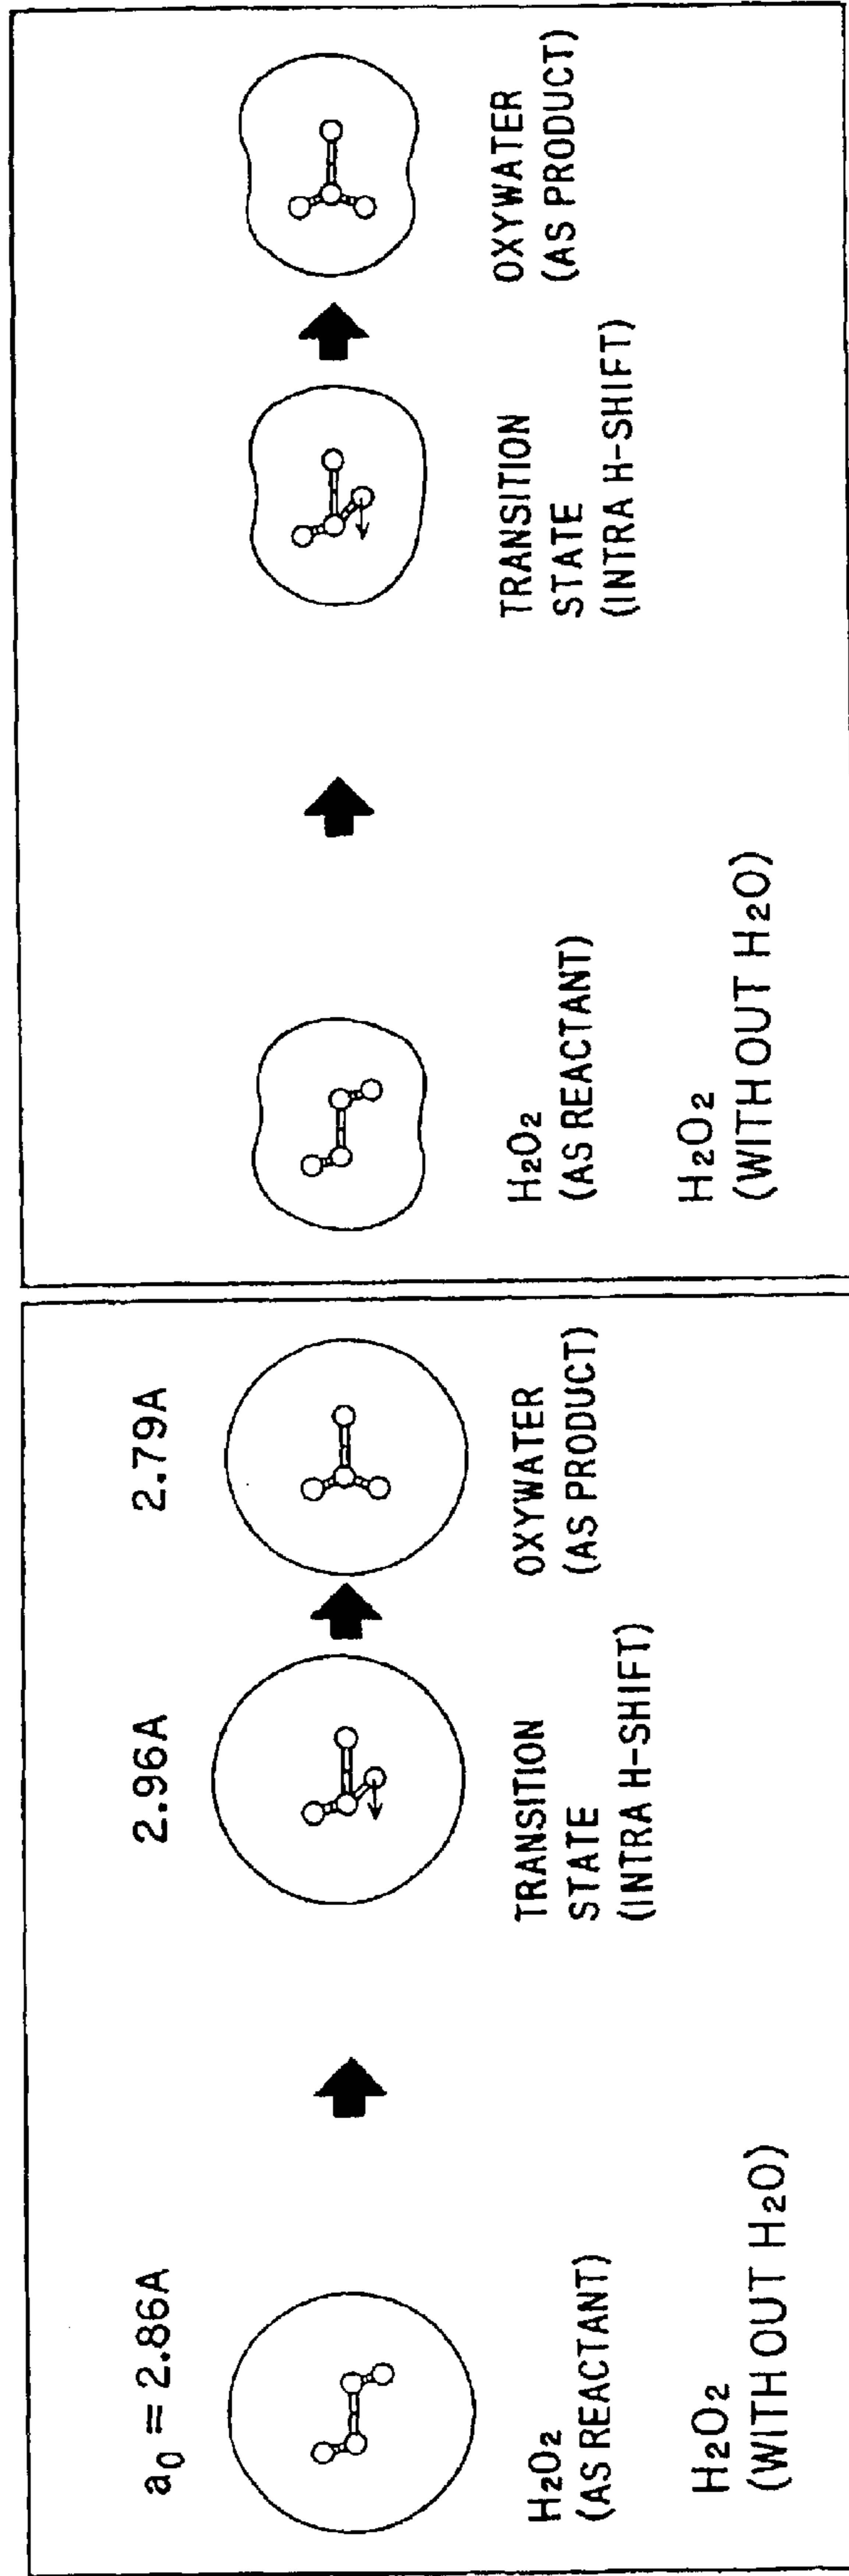 a₀ = 2.86A
2.96A
2.79A
H₂O₂
(AS REACTANT)
TRANSITION
STATE
(INTRA H-SHIFT)
OXYWATER
(AS PRODUCT)
H₂O₂
(WITH OUT H₂O)
H₂O₂
(AS REACTANT)
TRANSITION
STATE
(INTRA H-SHIFT)
OXYWATER
(AS PRODUCT)
H₂O₂
(WITH OUT H₂O)